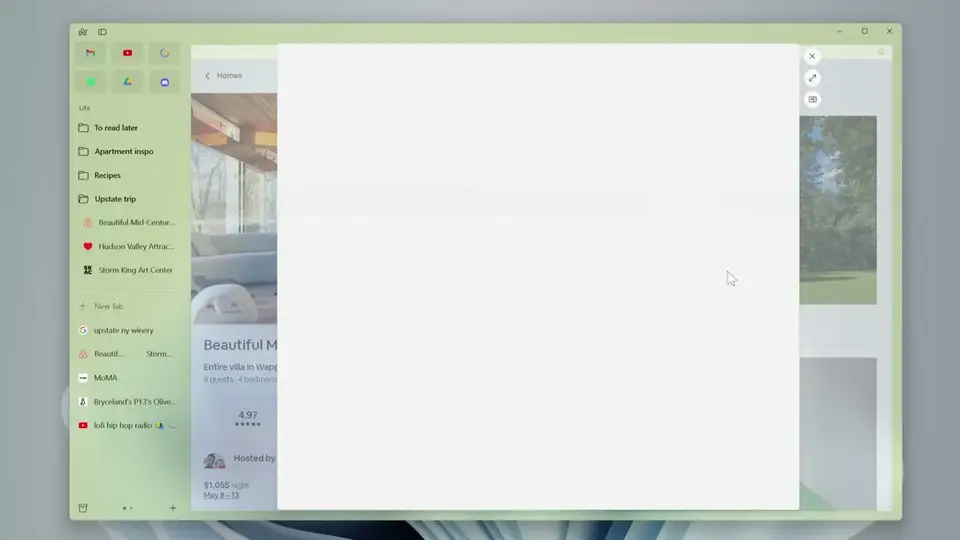 Life
To read later
Apartment inspo
Recipes
Upstate trip
Beautiful Mid-Centur...
Hudson Valley Attrac...
Storm King Art Center
+ New Tab
upstate ny winery
Beautif... Storm...
MoMA
Bryceland's P13's Olive...
lofi hip hop radio
Homes
Beautiful M
Entire villa in Wapp
8 guests · 4 bedroom
4.97
Hosted by
$1,055 night
May 8 – 13